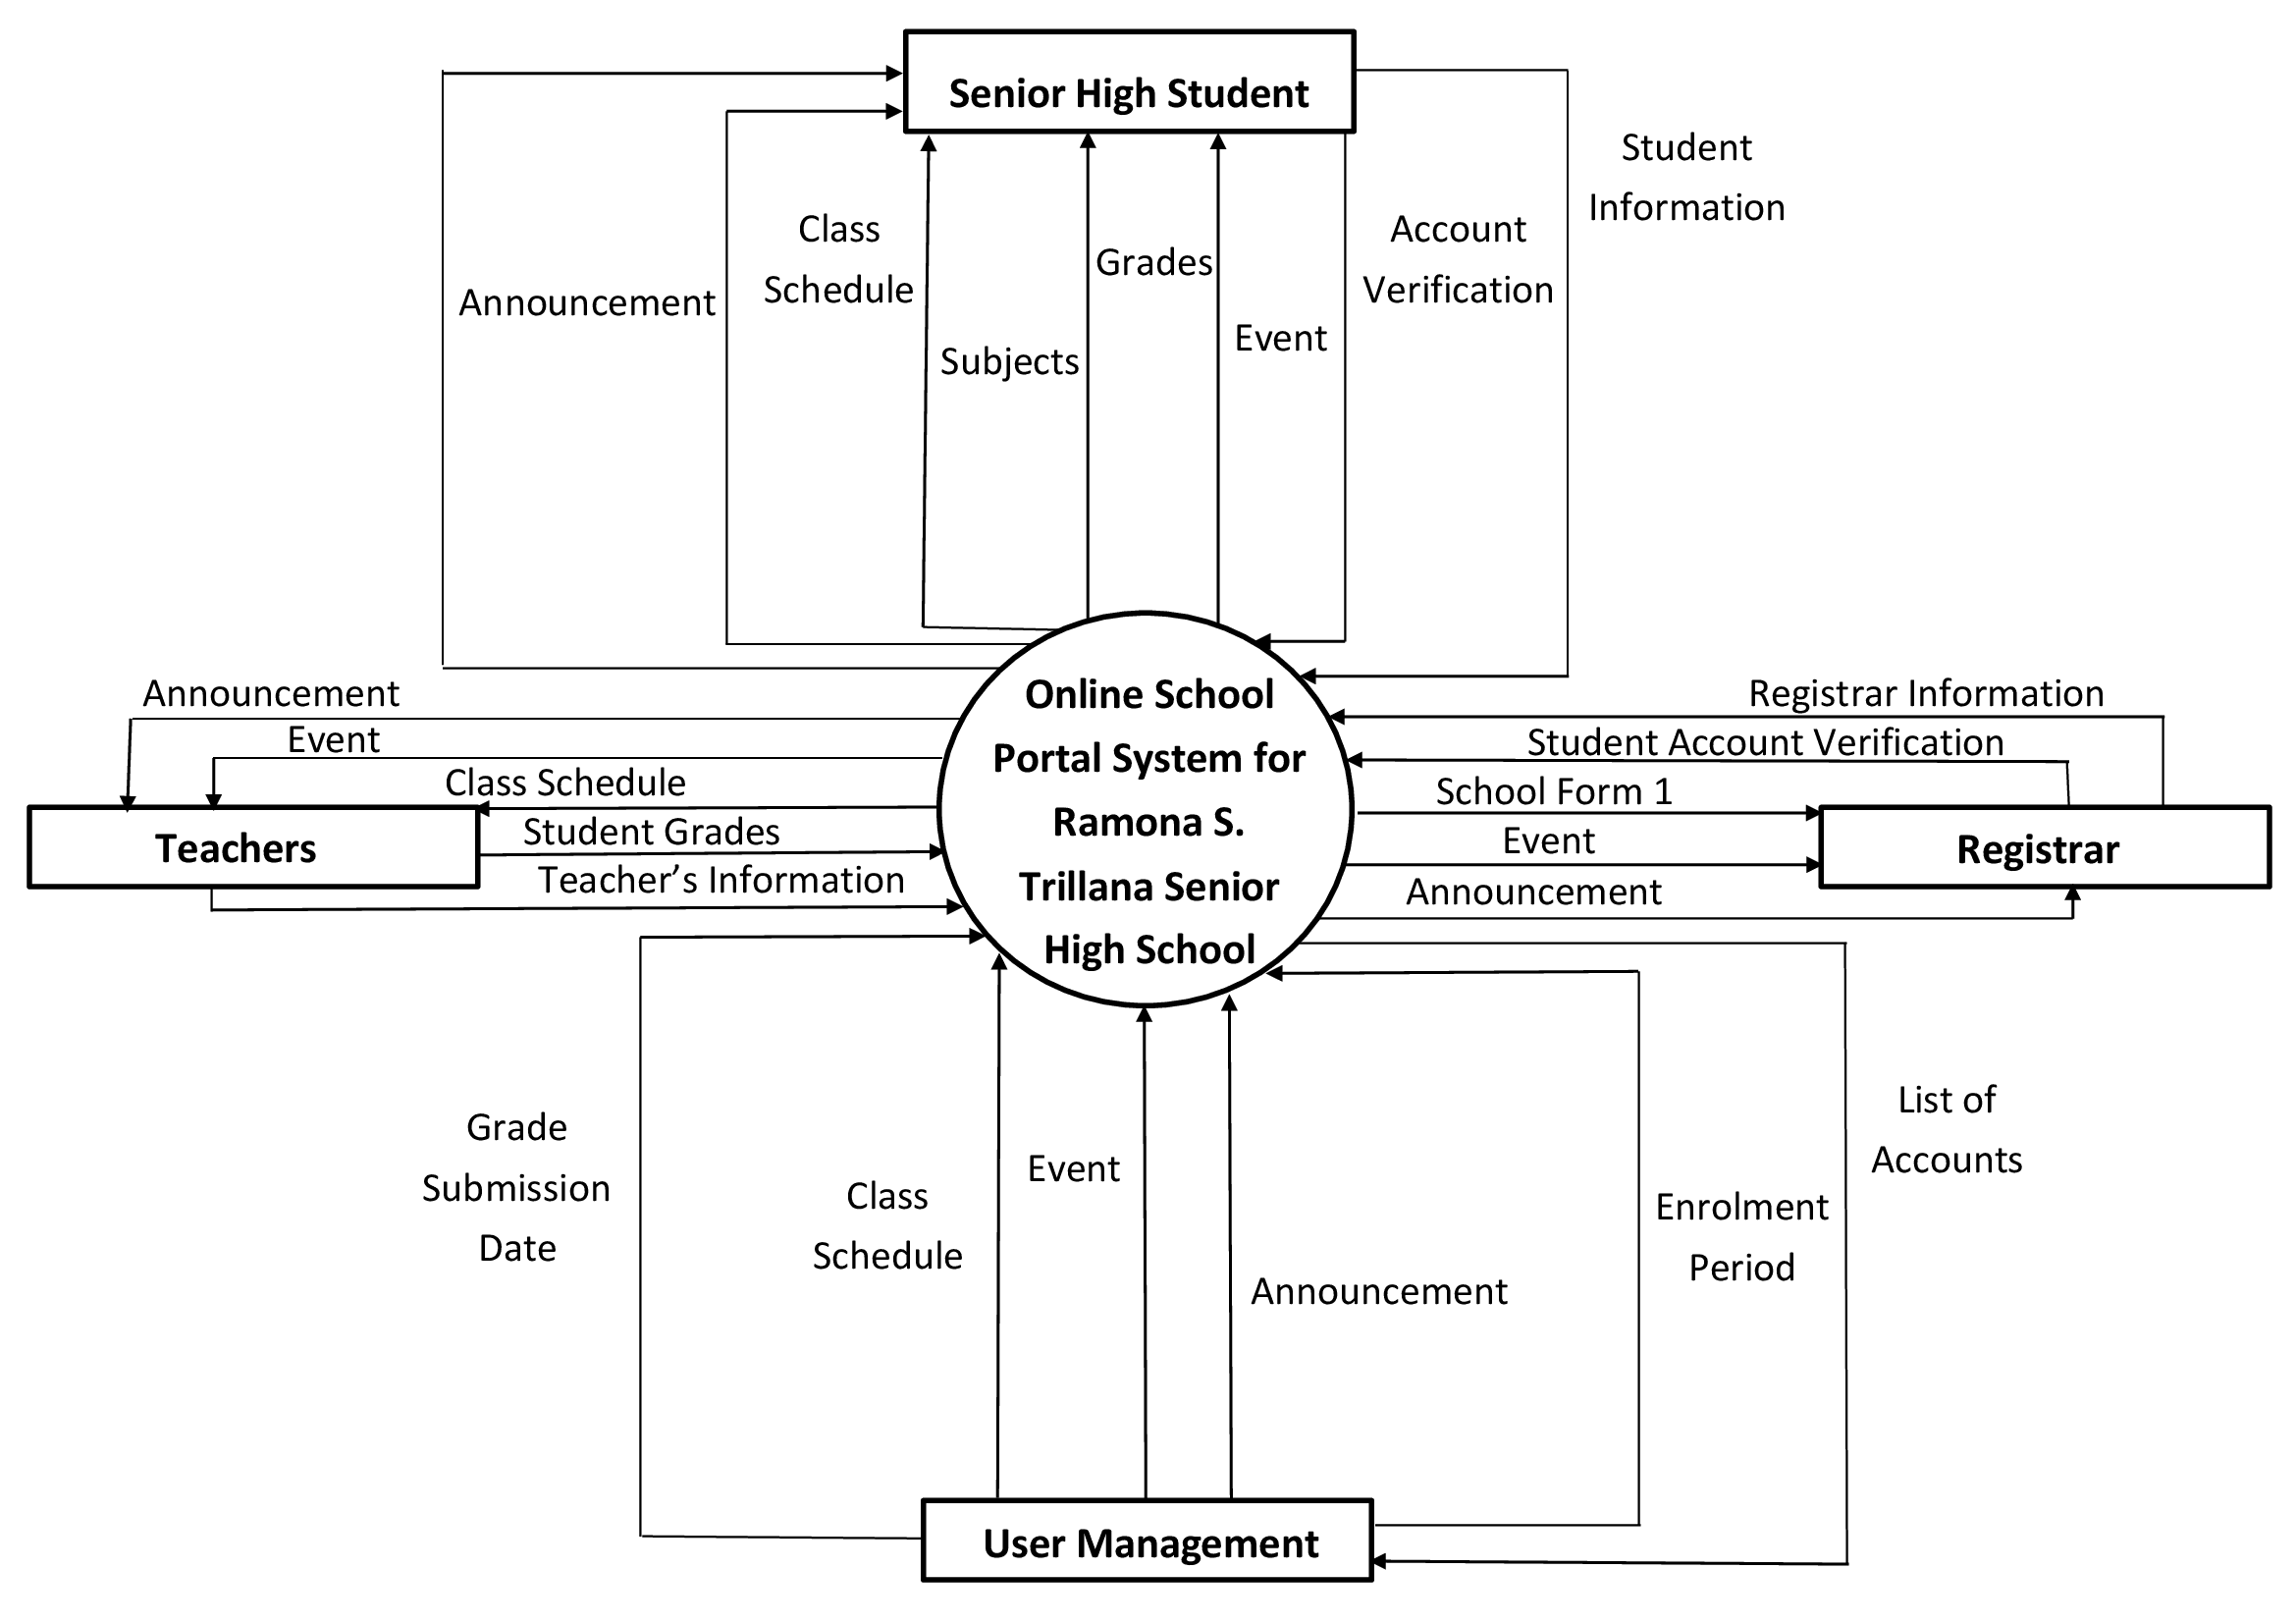 Senior High Student
Student
Information
Class
Schedule
Account
Verification
Grades
Announcement
Event
Subjects
Online School
Portal System for
Ramona S.
Trillana Senior
High School
Announcement
Event
Class Schedule
Student Grades
Teacher’s Information
Teachers
Registrar Information
Student Account Verification
School Form 1
Event
Announcement
Registrar
Grade
Submission
Date
Class
Schedule
Event
Announcement
Enrolment
Period
List of
Accounts
User Management